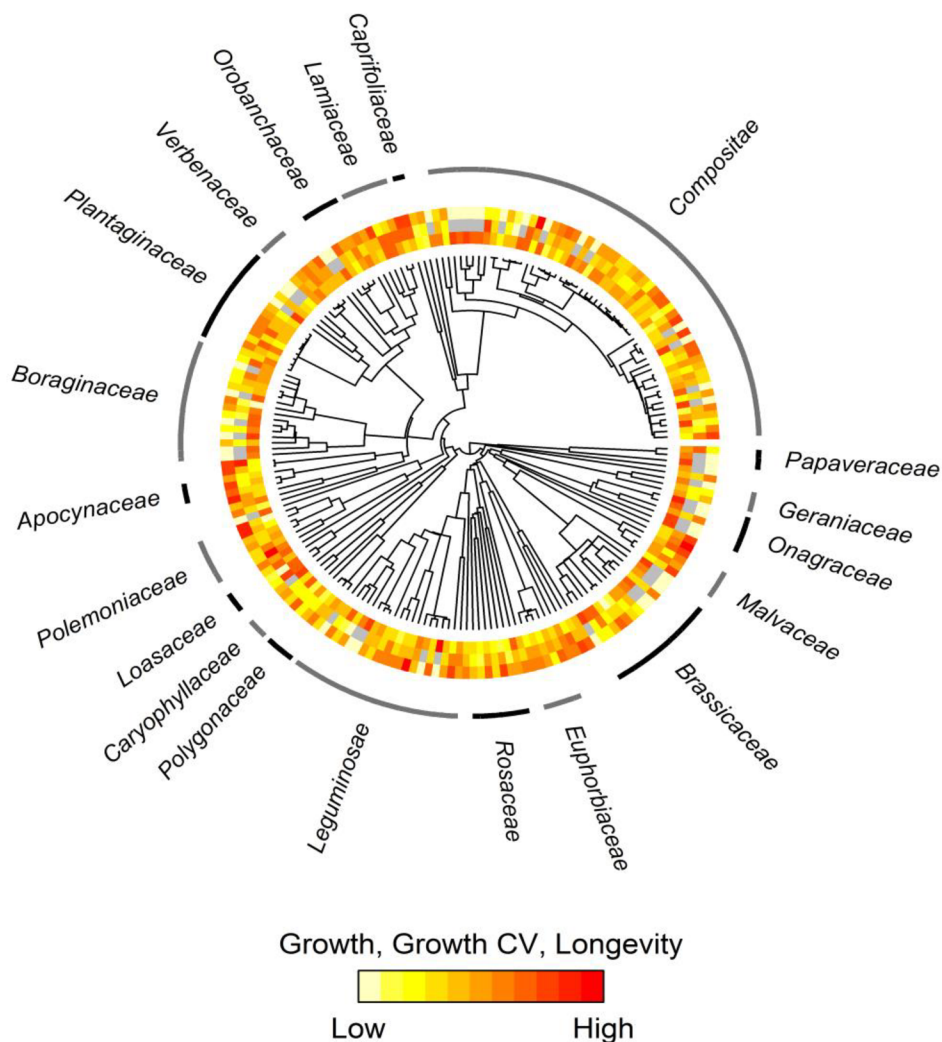 Caprifoliaceae
Lamiaceae
Orobanchaceae
Verbenaceae
Plantaginaceae
Boraginaceae
Apocynaceae
Polemoniaceae
Loasaceae
Caryophyllaceae
Polygonaceae
Leguminosae
Rosaceae
Euphorbiaceae
Brassicaceae
Malvaceae
Onagraceae
Geraniaceae
Papaveraceae
Compositae
Growth, Growth CV, Longevity
Low High